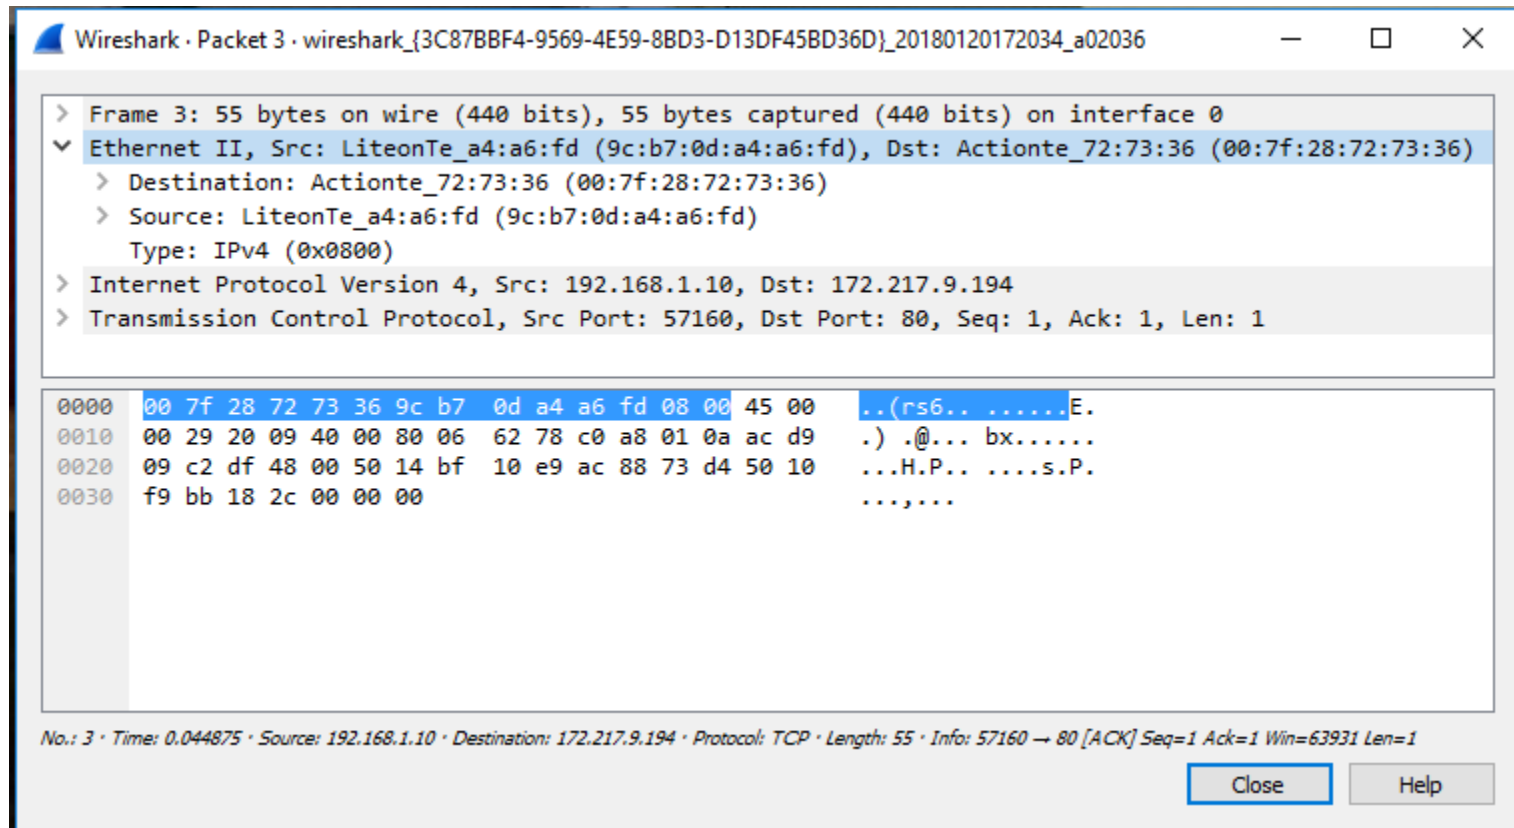 Wireshark · Packet 3 · wireshark_{3C87BBF4-9569-4E59-8BD3-D13DF45BD36D}_20180120172034_a02036
Frame 3: 55 bytes on wire (440 bits), 55 bytes captured (440 bits) on interface 0
Ethernet II, Src: LiteonTe_a4:a6:fd (9c:b7:0d:a4:a6:fd), Dst: Actionte_72:73:36 (00:7f:28:72:73:36)
Destination: Actionte_72:73:36 (00:7f:28:72:73:36)
Source: LiteonTe_a4:a6:fd (9c:b7:0d:a4:a6:fd)
Type: IPv4 (0x0800)
Internet Protocol Version 4, Src: 192.168.1.10, Dst: 172.217.9.194
Transmission Control Protocol, Src Port: 57160, Dst Port: 80, Seq: 1, Ack: 1, Len: 1
0000 00 7f 28 72 73 36 9c b7 0d a4 a6 fd 08 00 45 00 ..(rs6.. ......E.
0010 00 29 20 09 40 00 80 06 62 78 c0 a8 01 0a ac d9 .) .@... bx......
0020 09 c2 df 48 00 50 14 bf 10 e9 ac 88 73 d4 50 10 ...H.P.. ....s.P.
0030 f9 bb 18 2c 00 00 00 ...,...
No.: 3 · Time: 0.044875 · Source: 192.168.1.10 · Destination: 172.217.9.194 · Protocol: TCP · Length: 55 · Info: 57160 → 80 [ACK] Seq=1 Ack=1 Win=63931 Len=1
Close Help